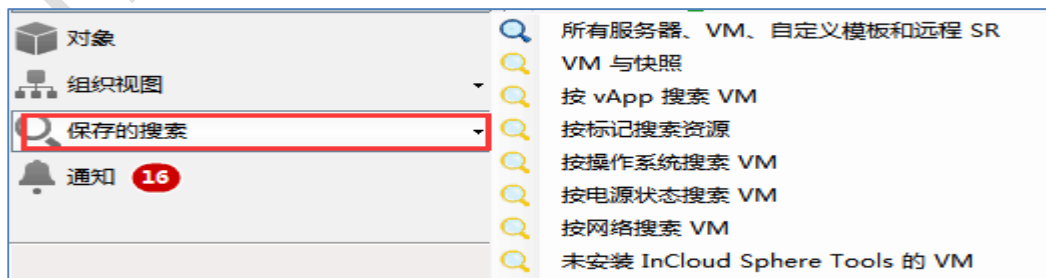 对象
组织视图
保存的搜索
通知 16
所有服务器、VM、自定义模板和远程 SR
VM 与快照
按 vApp 搜索 VM
按标记搜索资源
按操作系统搜索 VM
按电源状态搜索 VM
按网络搜索 VM
未安装 InCloud Sphere Tools 的 VM